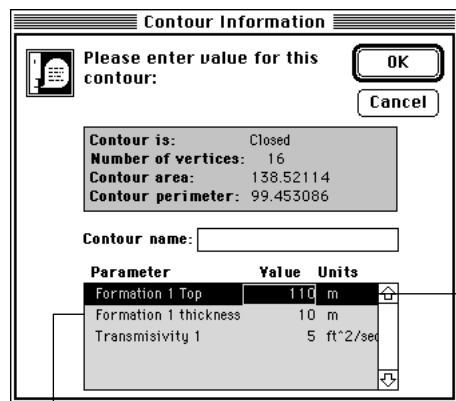 Contour Information
Please enter value for this
contour:
OK
Cancel
Contour is: Closed
Number of vertices: 16
Contour area: 138.52114
Contour perimeter: 99.453086
Contour name:
Parameter Value Units
Formation 1 Top 110 m
Formation 1 thickness 10 m
Transmisivity 1 5 ft^2/sec